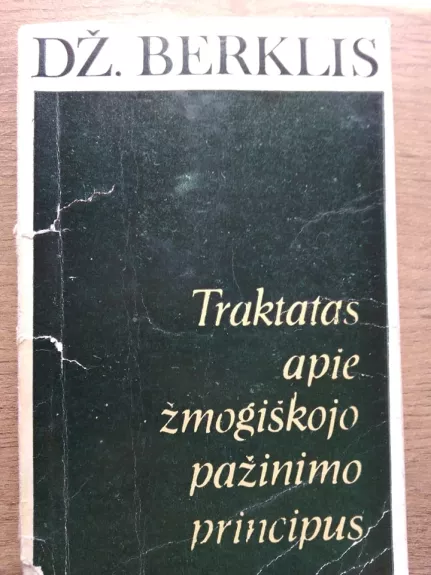 DŽ. BERKLIS
Traktatas
apie
žmogiškojo
pažinimo
principus